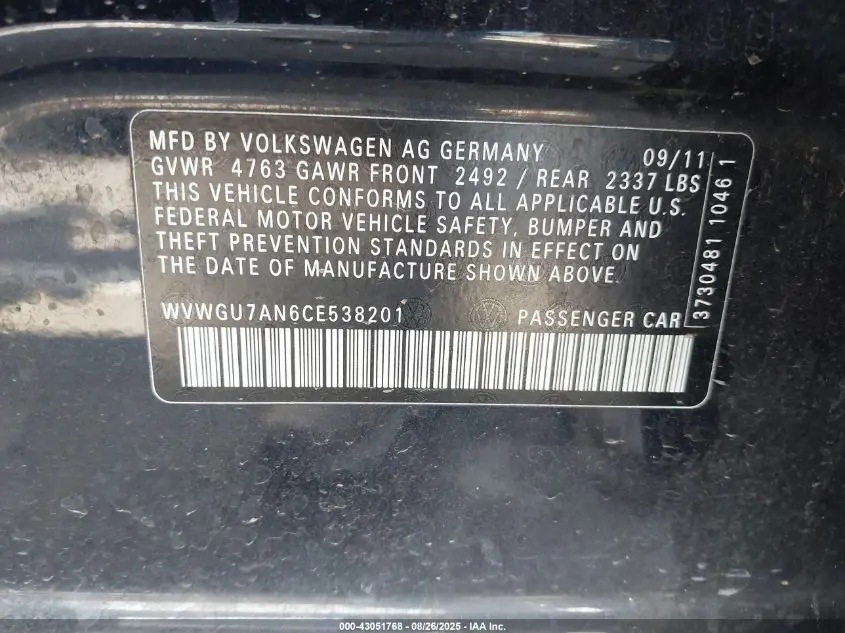 MFD BY VOLKSWAGEN AG GERMANY 09/11
GVWR 4763 GAWR FRONT 2492 / REAR 2337 LBS
THIS VEHICLE CONFORMS TO ALL APPLICABLE U.S.
FEDERAL MOTOR VEHICLE SAFETY, BUMPER AND
THEFT PREVENTION STANDARDS IN EFFECT ON
THE DATE OF MANUFACTURE SHOWN ABOVE.
WVWGU7AN6CE538201 PASSENGER CAR
3730481 10461
000-43051768 - 08/26/2025 - IAA Inc.